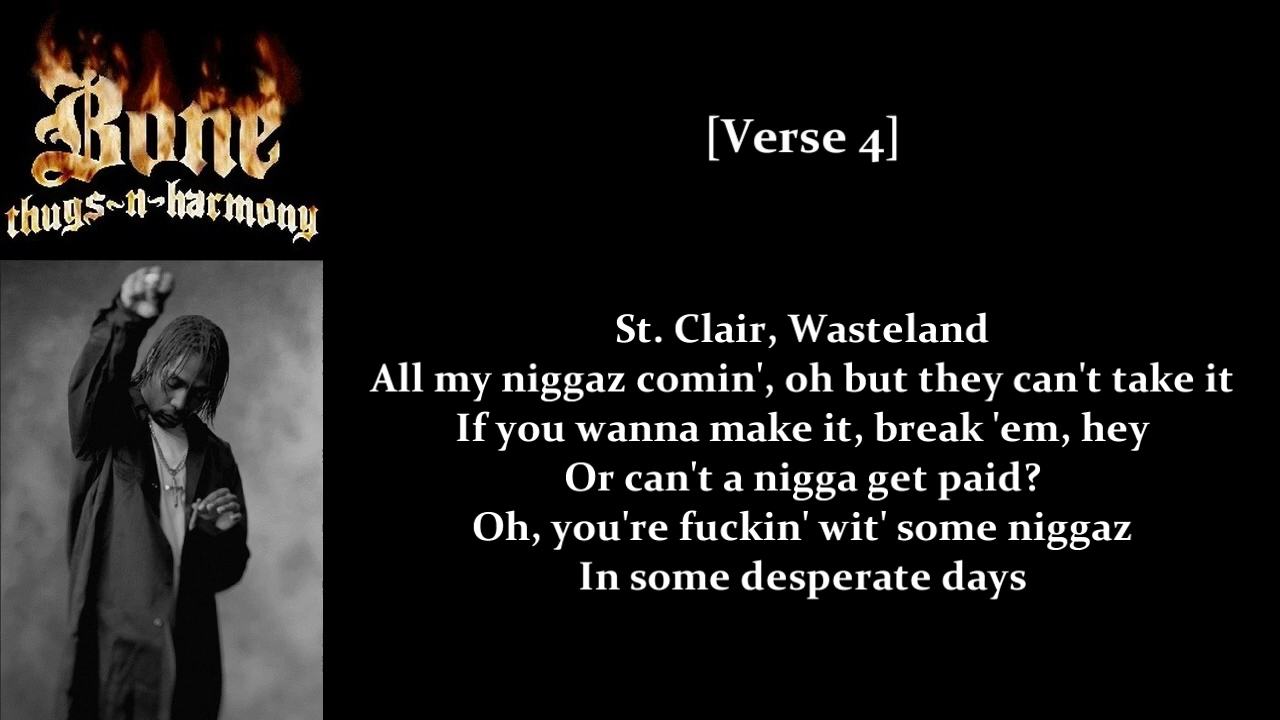 Bone
thugs~n~harmony
[Verse 4]
St. Clair, Wasteland
All my niggaz comin', oh but they can't take it
If you wanna make it, break 'em, hey
Or can't a nigga get paid?
Oh, you're fuckin' wit' some niggaz
In some desperate days